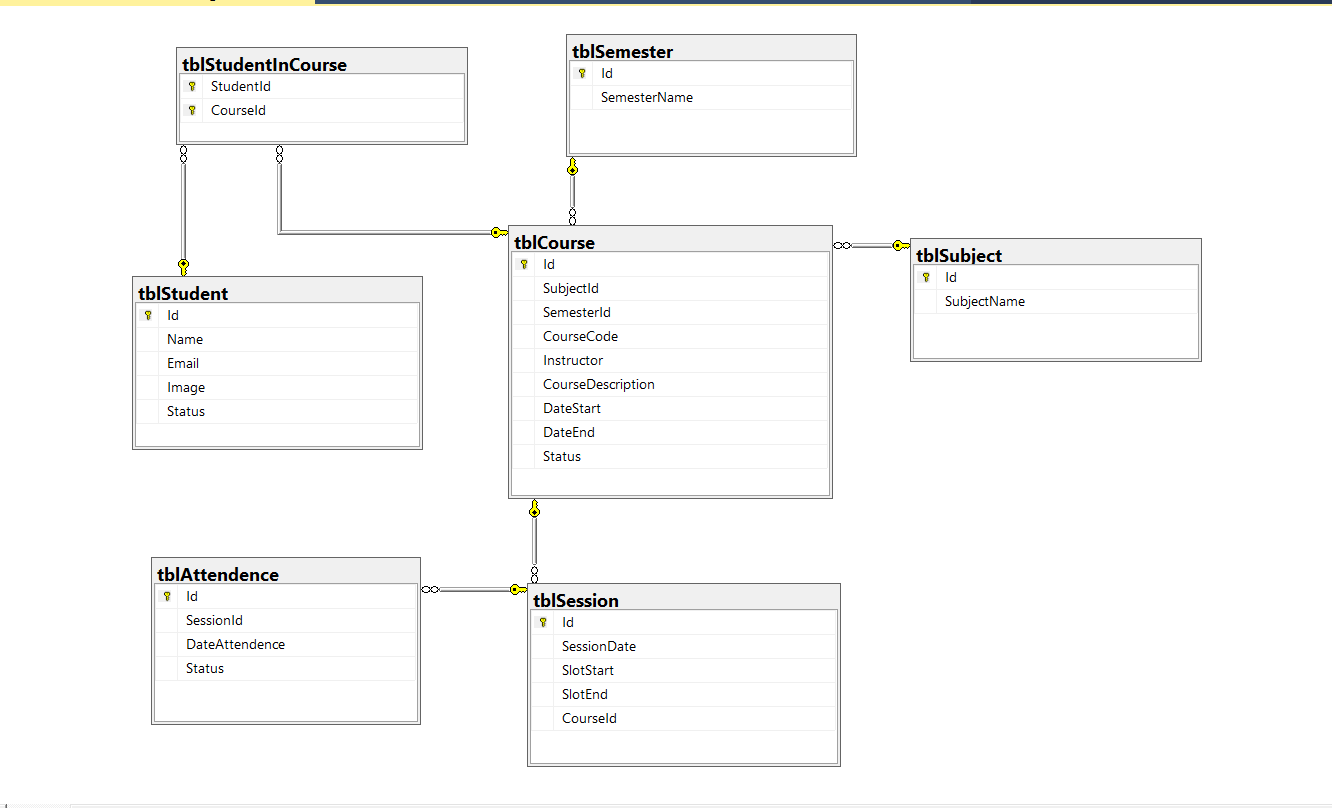 tblStudentInCourse
StudentId
CourseId
tblSemester
Id
SemesterName
tblCourse
Id
SubjectId
SemesterId
CourseCode
Instructor
CourseDescription
DateStart
DateEnd
Status
tblSubject
Id
SubjectName
tblStudent
Id
Name
Email
Image
Status
tblAttendence
Id
SessionId
DateAttendence
Status
tblSession
Id
SessionDate
SlotStart
SlotEnd
CourseId